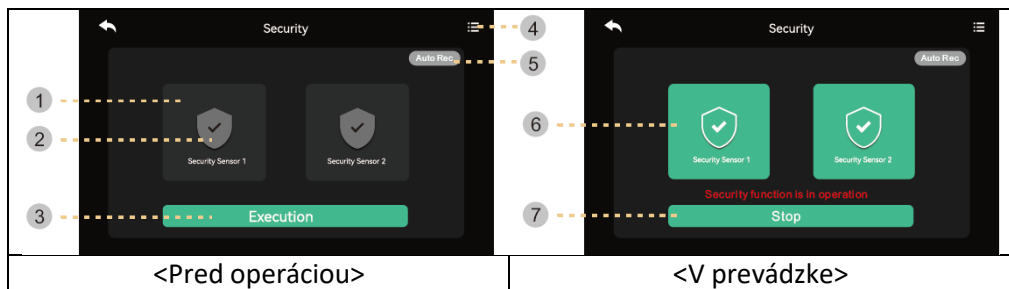 Security
4
Auto Rec
5
1
2
Security Sensor 1
Security Sensor 2
3
Execution
Security
Auto Rec
6
Security Sensor 1
Security Sensor 2
Security function is in operation
7
Stop
<Pred operáciou>
<V prevádzke>